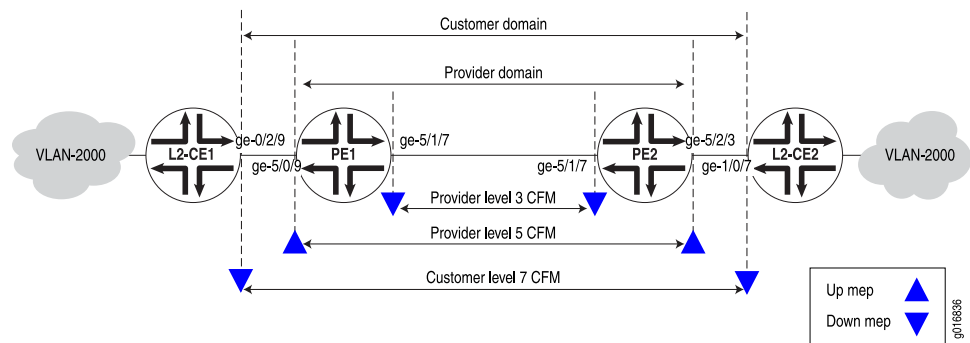 Customer domain
Provider domain
VLAN-2000
L2-CE1
ge-0/2/9
ge-5/0/9
PE1
ge-5/1/7
ge-5/1/7
PE2
ge-5/2/3
ge-1/0/7
L2-CE2
VLAN-2000
Provider level 3 CFM
Provider level 5 CFM
Customer level 7 CFM
Up mep
Down mep
g016836